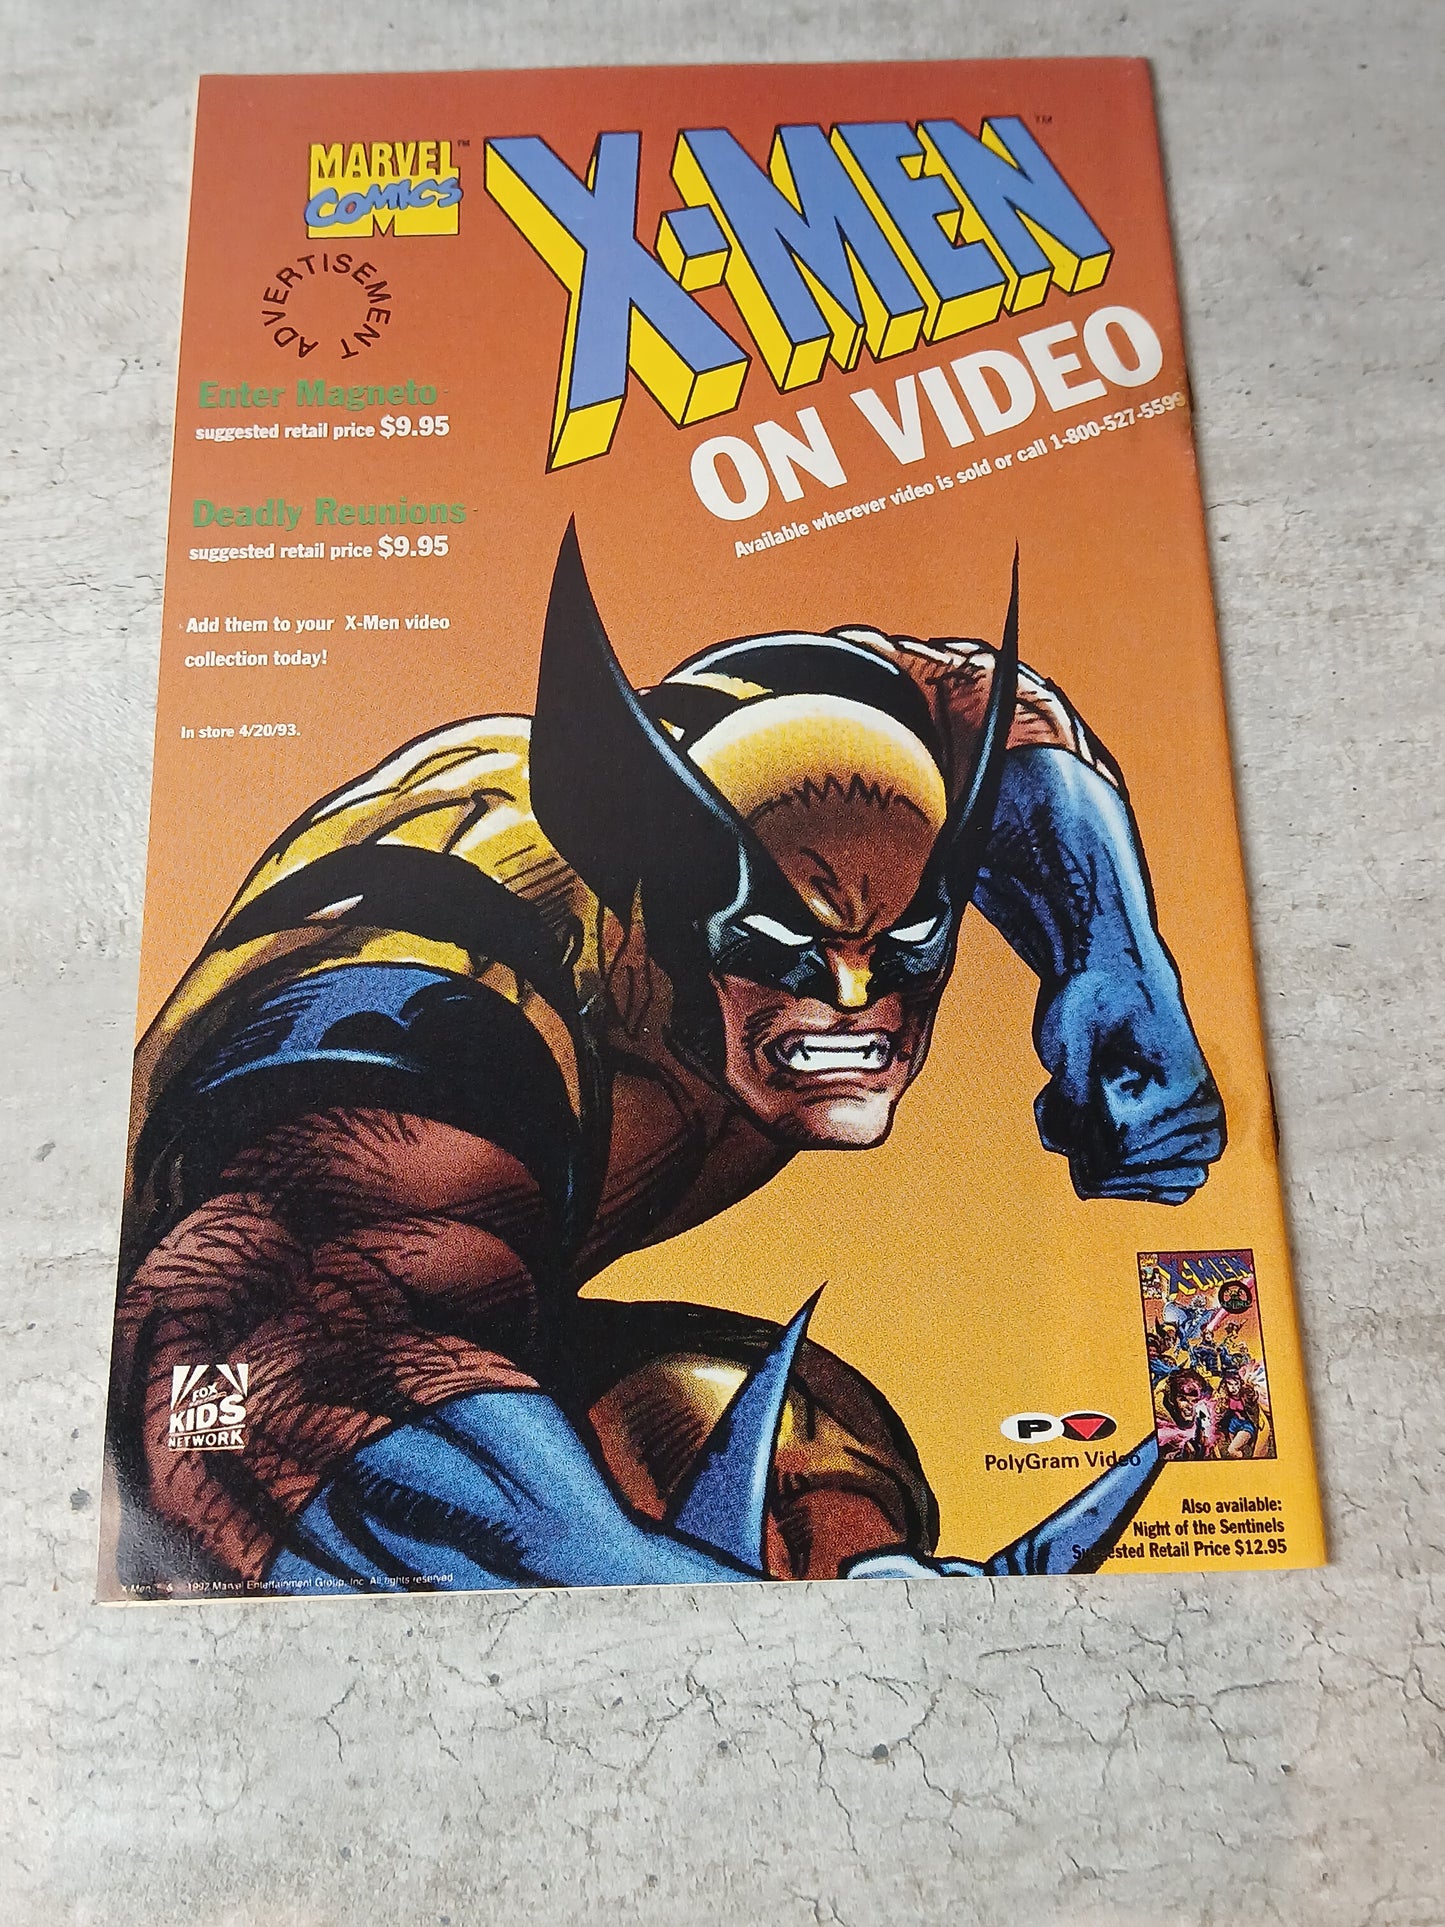 MARVEL™
COMICS
X-MEN™
ADVERTISEMENT
ON VIDEO
Available wherever video is sold or call 1-800-527-5599
Enter Magneto
suggested retail price $9.95
Deadly Reunions
suggested retail price $9.95
Add them to your X-Men video
collection today!
In store 4/20/93.
X-MEN
FOX
KIDS
NETWORK
P
PolyGram Video
Also available:
Night of the Sentinels
Suggested Retail Price $12.95
X-Men ™ & 1992 Marvel Entertainment Group, Inc. All rights reserved.